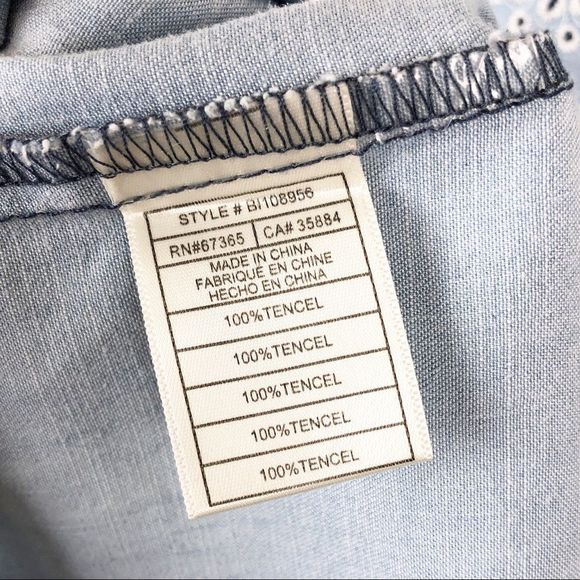 STYLE # BI108956
RN#67365 CA# 35884
MADE IN CHINA
FABRIQUÉ EN CHINE
HECHO EN CHINA
100%TENCEL
100%TENCEL
100%TENCEL
100%TENCEL
100%TENCEL